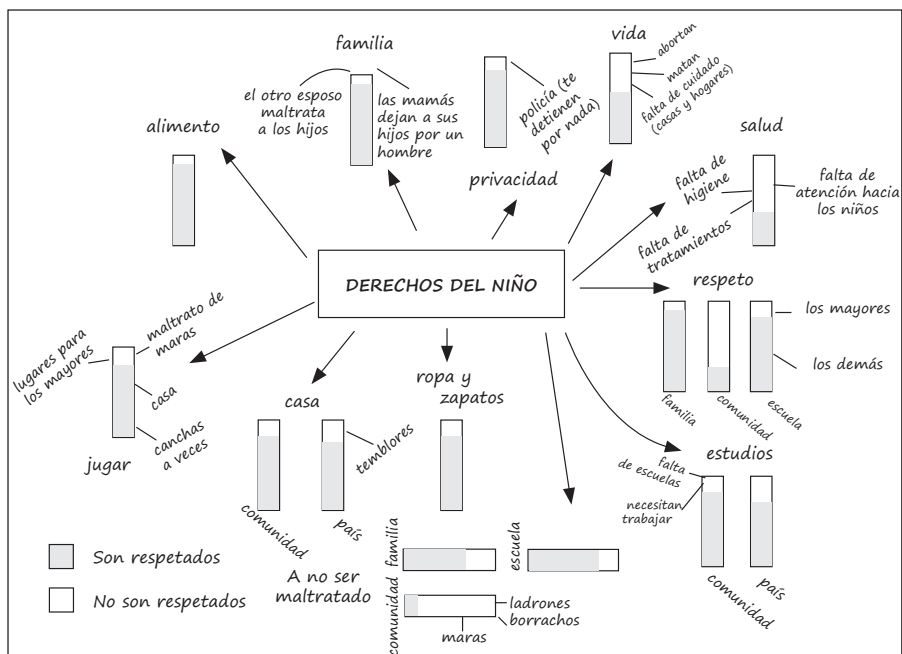 familia
el otro esposo
maltrata
a los hijos
las mamás
dejan a sus
hijos por un
hombre
policía (te
detienen
por nada)
privacidad
vida
abortan
matan
falta de cuidado
(casas y hogares)
alimento
salud
falta de
higiene
falta de
tratamientos
falta de
atención hacia
los niños
DERECHOS DEL NIÑO
respeto
los mayores
los demás
familia
comunidad
escuela
lugares para
los mayores
maltrato de
maras
casa
canchas
a veces
jugar
casa
temblores
comunidad
país
ropa y
zapatos
estudios
falta
de escuelas
necesitan
trabajar
comunidad
país
Son respetados
No son respetados
A no ser
maltratado
familia
escuela
comunidad
ladrones
borrachos
maras